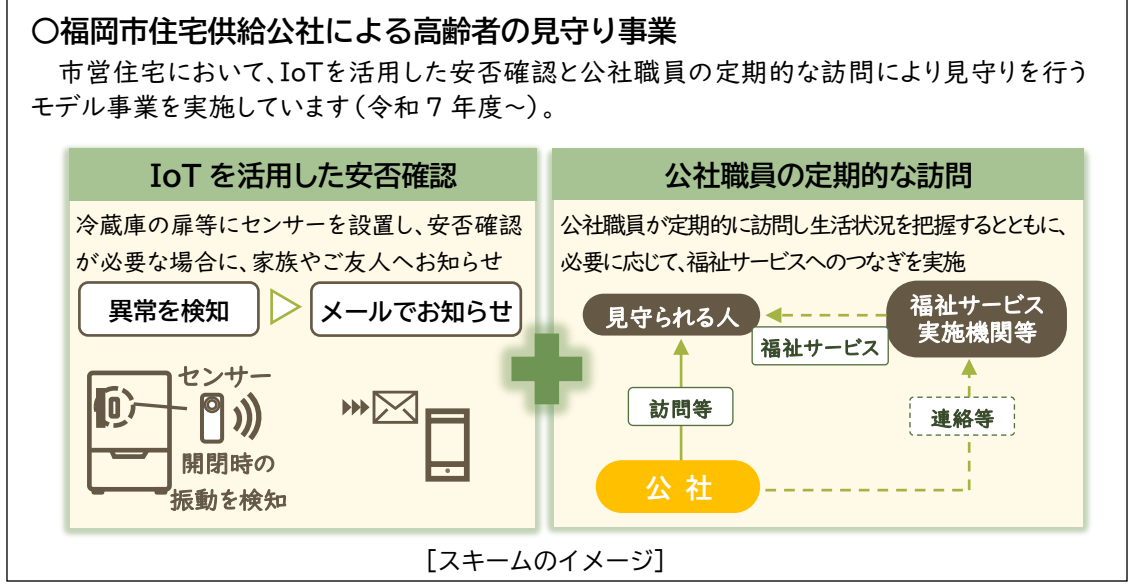 〇福岡市住宅供給公社による高齢者の見守り事業
市営住宅において、IoTを活用した安否確認と公社職員の定期的な訪問により見守りを行う
モデル事業を実施しています(令和7年度～)。
IoTを活用した安否確認
冷蔵庫の扉等にセンサーを設置し、安否確認
が必要な場合に、家族やご友人へお知らせ
異常を検知
メールでお知らせ
センサー
開閉時の
振動を検知
公社職員の定期的な訪問
公社職員が定期的に訪問し生活状況を把握するとともに、
必要に応じて、福祉サービスへのつなぎを実施
見守られる人
福祉サービス
実施機関等
福祉サービス
訪問等
連絡等
公 社
[スキームのイメージ]